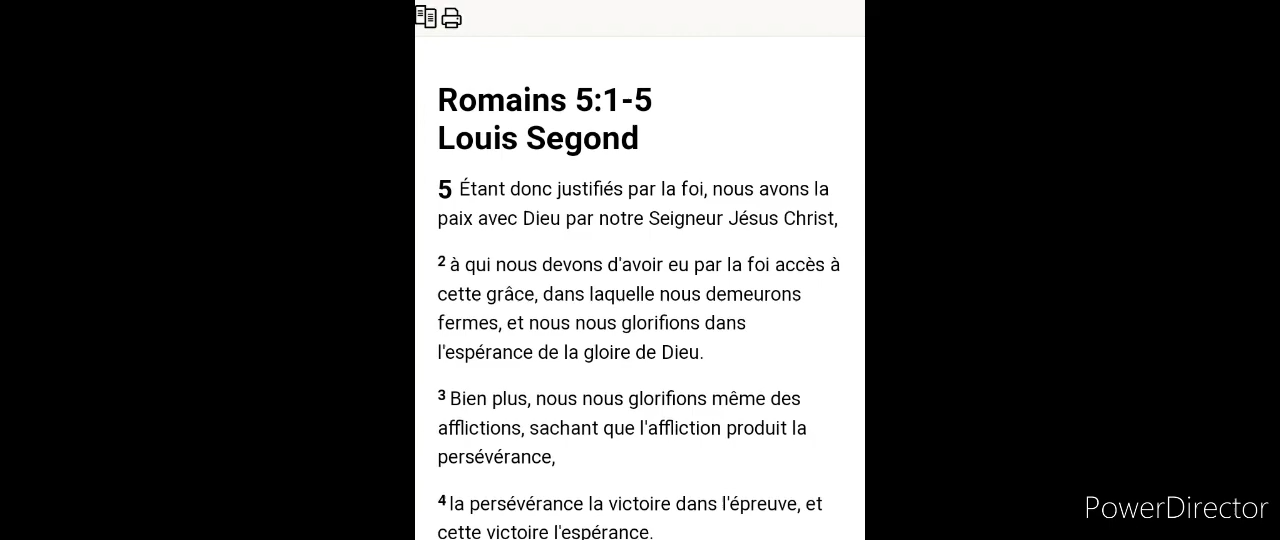 Romains 5:1-5
Louis Segond
5 Étant donc justifiés par la foi, nous avons la
paix avec Dieu par notre Seigneur Jésus Christ,
2 à qui nous devons d'avoir eu par la foi accès à
cette grâce, dans laquelle nous demeurons
fermes, et nous nous glorifions dans
l'espérance de la gloire de Dieu.
3 Bien plus, nous nous glorifions même des
afflictions, sachant que l'affliction produit la
persévérance,
4 la persévérance la victoire dans l'épreuve, et
cette victoire l'espérance.
PowerDirector